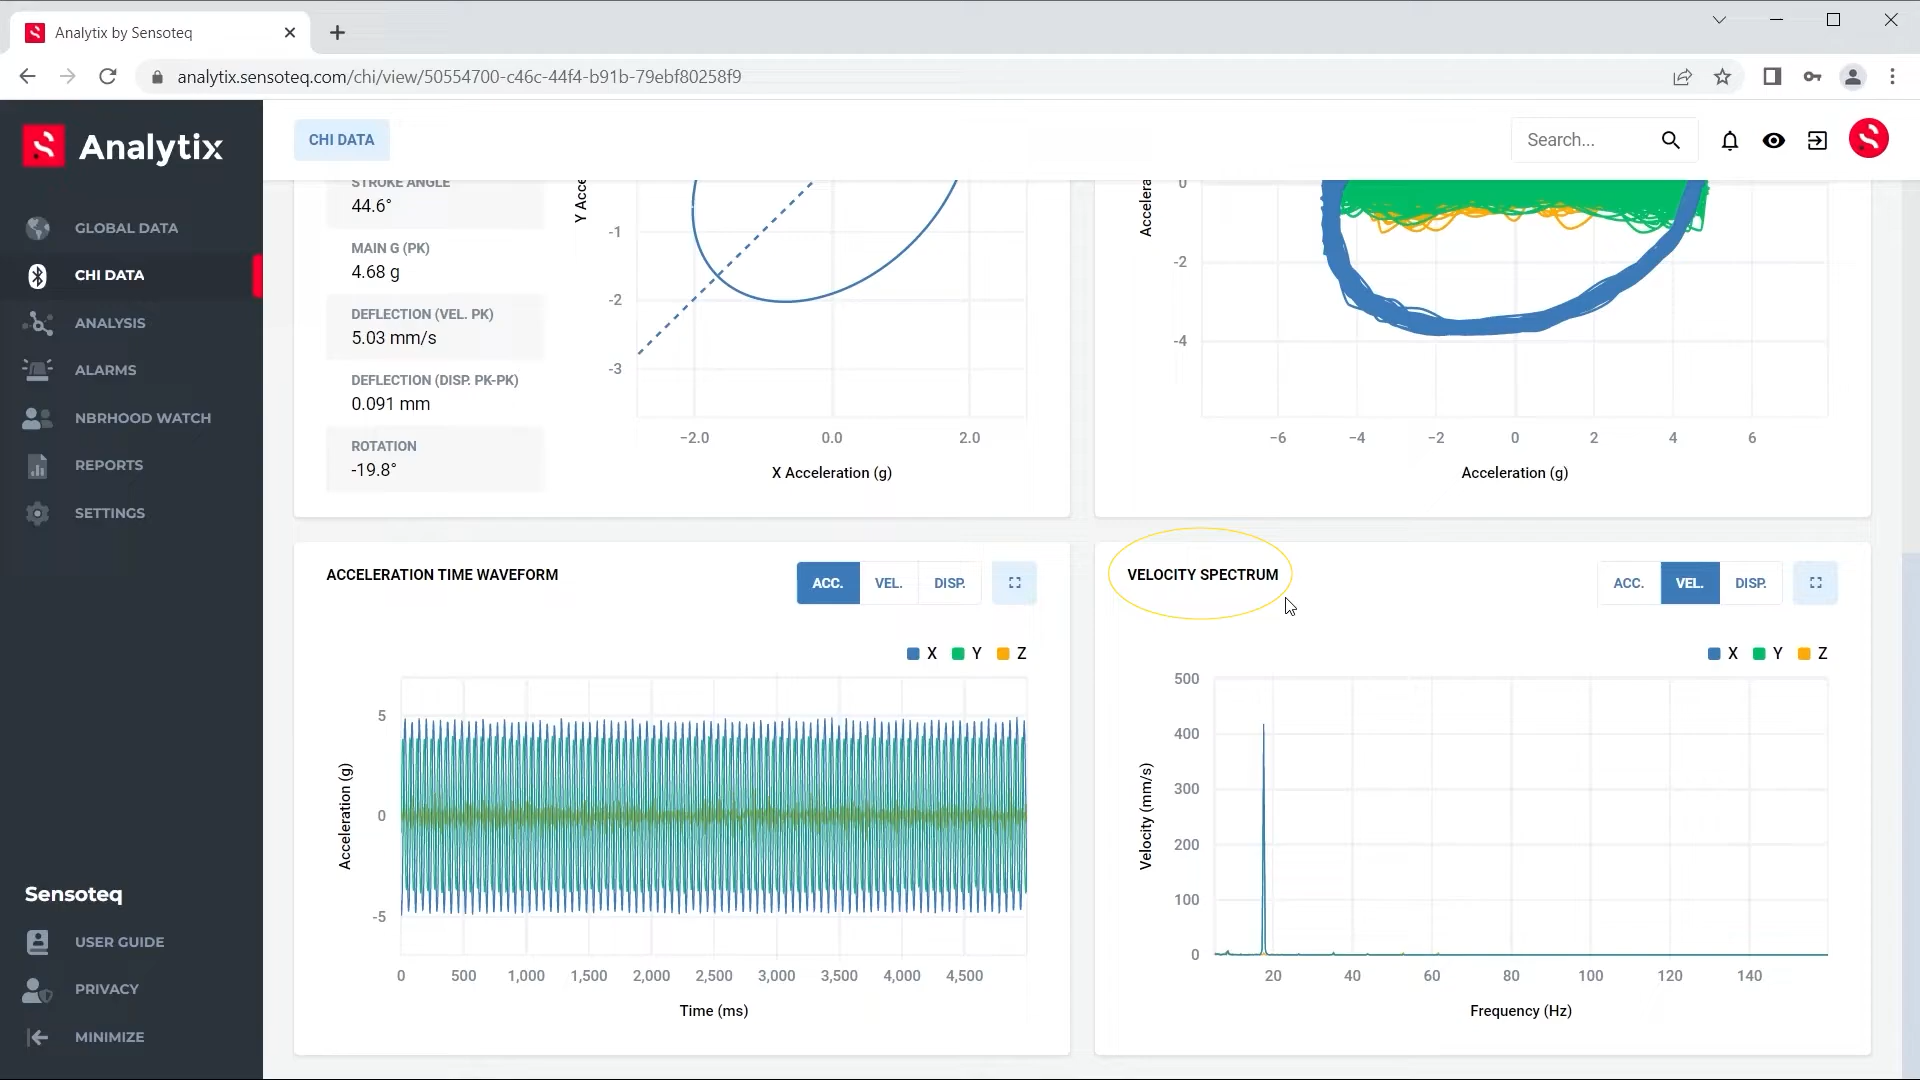 Analytix by Sensoteq
analytix.sensoteq.com/chi/view/50554700-c46c-44f4-b91b-79ebf80258f9
Analytix
CHI DATA
Search...
GLOBAL DATA
CHI DATA
ANALYSIS
ALARMS
NBRHOOD WATCH
REPORTS
SETTINGS
Sensoteq
USER GUIDE
PRIVACY
MINIMIZE
STROKE ANGLE
44.6°
MAIN G (PK)
4.68 g
DEFLECTION (VEL. PK)
5.03 mm/s
DEFLECTION (DISP. PK-PK)
0.091 mm
ROTATION
-19.8°
Y Acce
-1
-2
-3
−2.0 0.0 2.0
X Acceleration (g)
Accelera
0
-2
-4
−6 −4 −2 0 2 4 6
Acceleration (g)
ACCELERATION TIME WAVEFORM
ACC. VEL. DISP.
X Y Z
Acceleration (g)
5
0
-5
0 500 1,000 1,500 2,000 2,500 3,000 3,500 4,000 4,500
Time (ms)
VELOCITY SPECTRUM
ACC. VEL. DISP.
X Y Z
Velocity (mm/s)
500
400
300
200
100
0
20 40 60 80 100 120 140
Frequency (Hz)